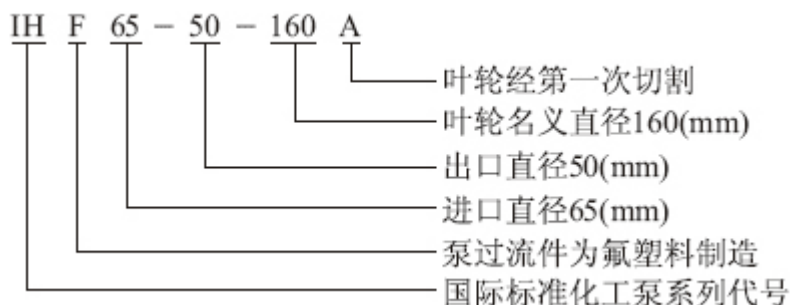 IH F 65 - 50 - 160 A
叶轮经第一次切割
叶轮名义直径160(mm)
出口直径50(mm)
进口直径65(mm)
泵过流件为氟塑料制造
国际标准化工泵系列代号